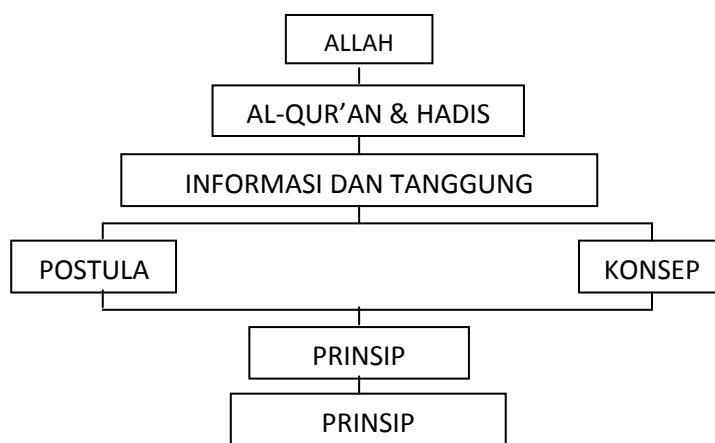 ALLAH
AL-QUR’AN & HADIS
INFORMASI DAN TANGGUNG
POSTULA
KONSEP
PRINSIP
PRINSIP